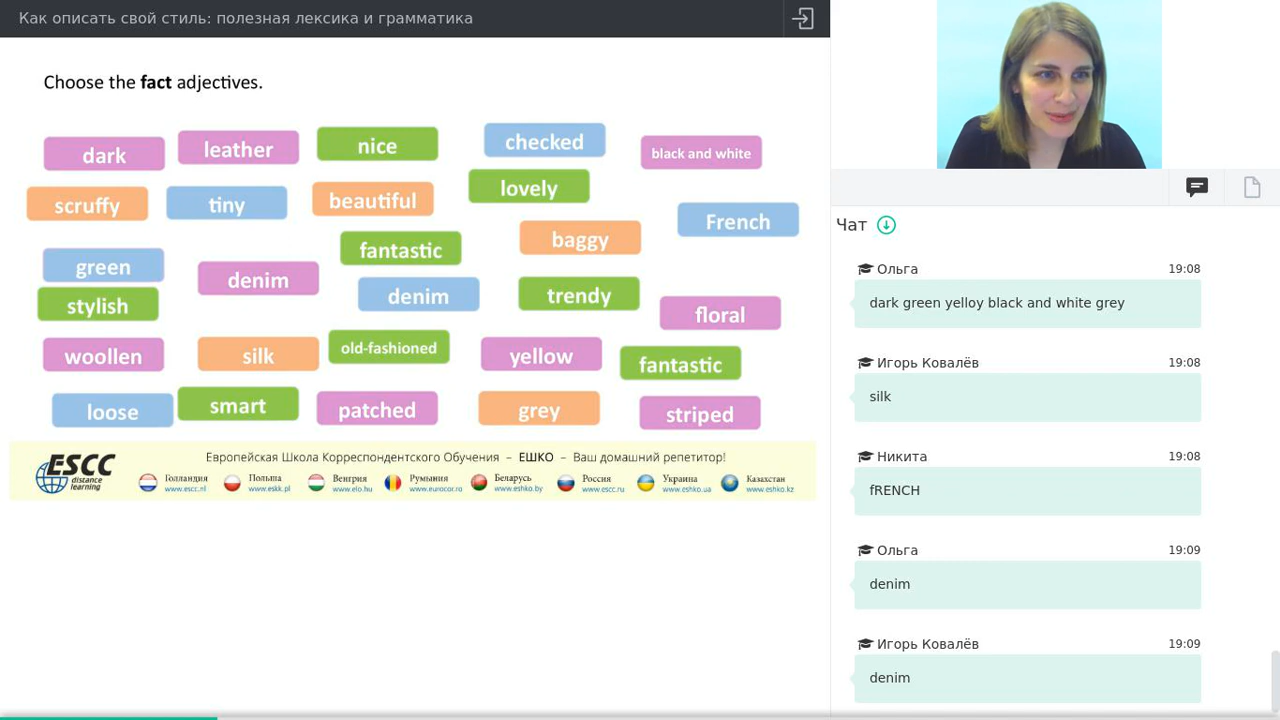 Как описать свой стиль: полезная лексика и грамматика
Choose the fact adjectives.
dark
leather
nice
checked
black and white
scruffy
tiny
beautiful
lovely
French
green
denim
fantastic
baggy
stylish
denim
trendy
floral
woollen
silk
old-fashioned
yellow
fantastic
loose
smart
patched
grey
striped
ESCC
distance
learning
Европейская Школа Корреспондентского Обучения – ЕШКО – Ваш домашний репетитор!
Голландия
www.escc.nl
Польша
www.eskk.pl
Венгрия
www.elo.hu
Румыния
www.eurocor.ro
Беларусь
www.eshko.by
Россия
www.escc.ru
Украина
www.eshko.ua
Казахстан
www.eshko.kz
Чат
Ольга 19:08
dark green yelloy black and white grey
Игорь Ковалёв 19:08
silk
Никита 19:08
fRENCH
Ольга 19:09
denim
Игорь Ковалёв 19:09
denim